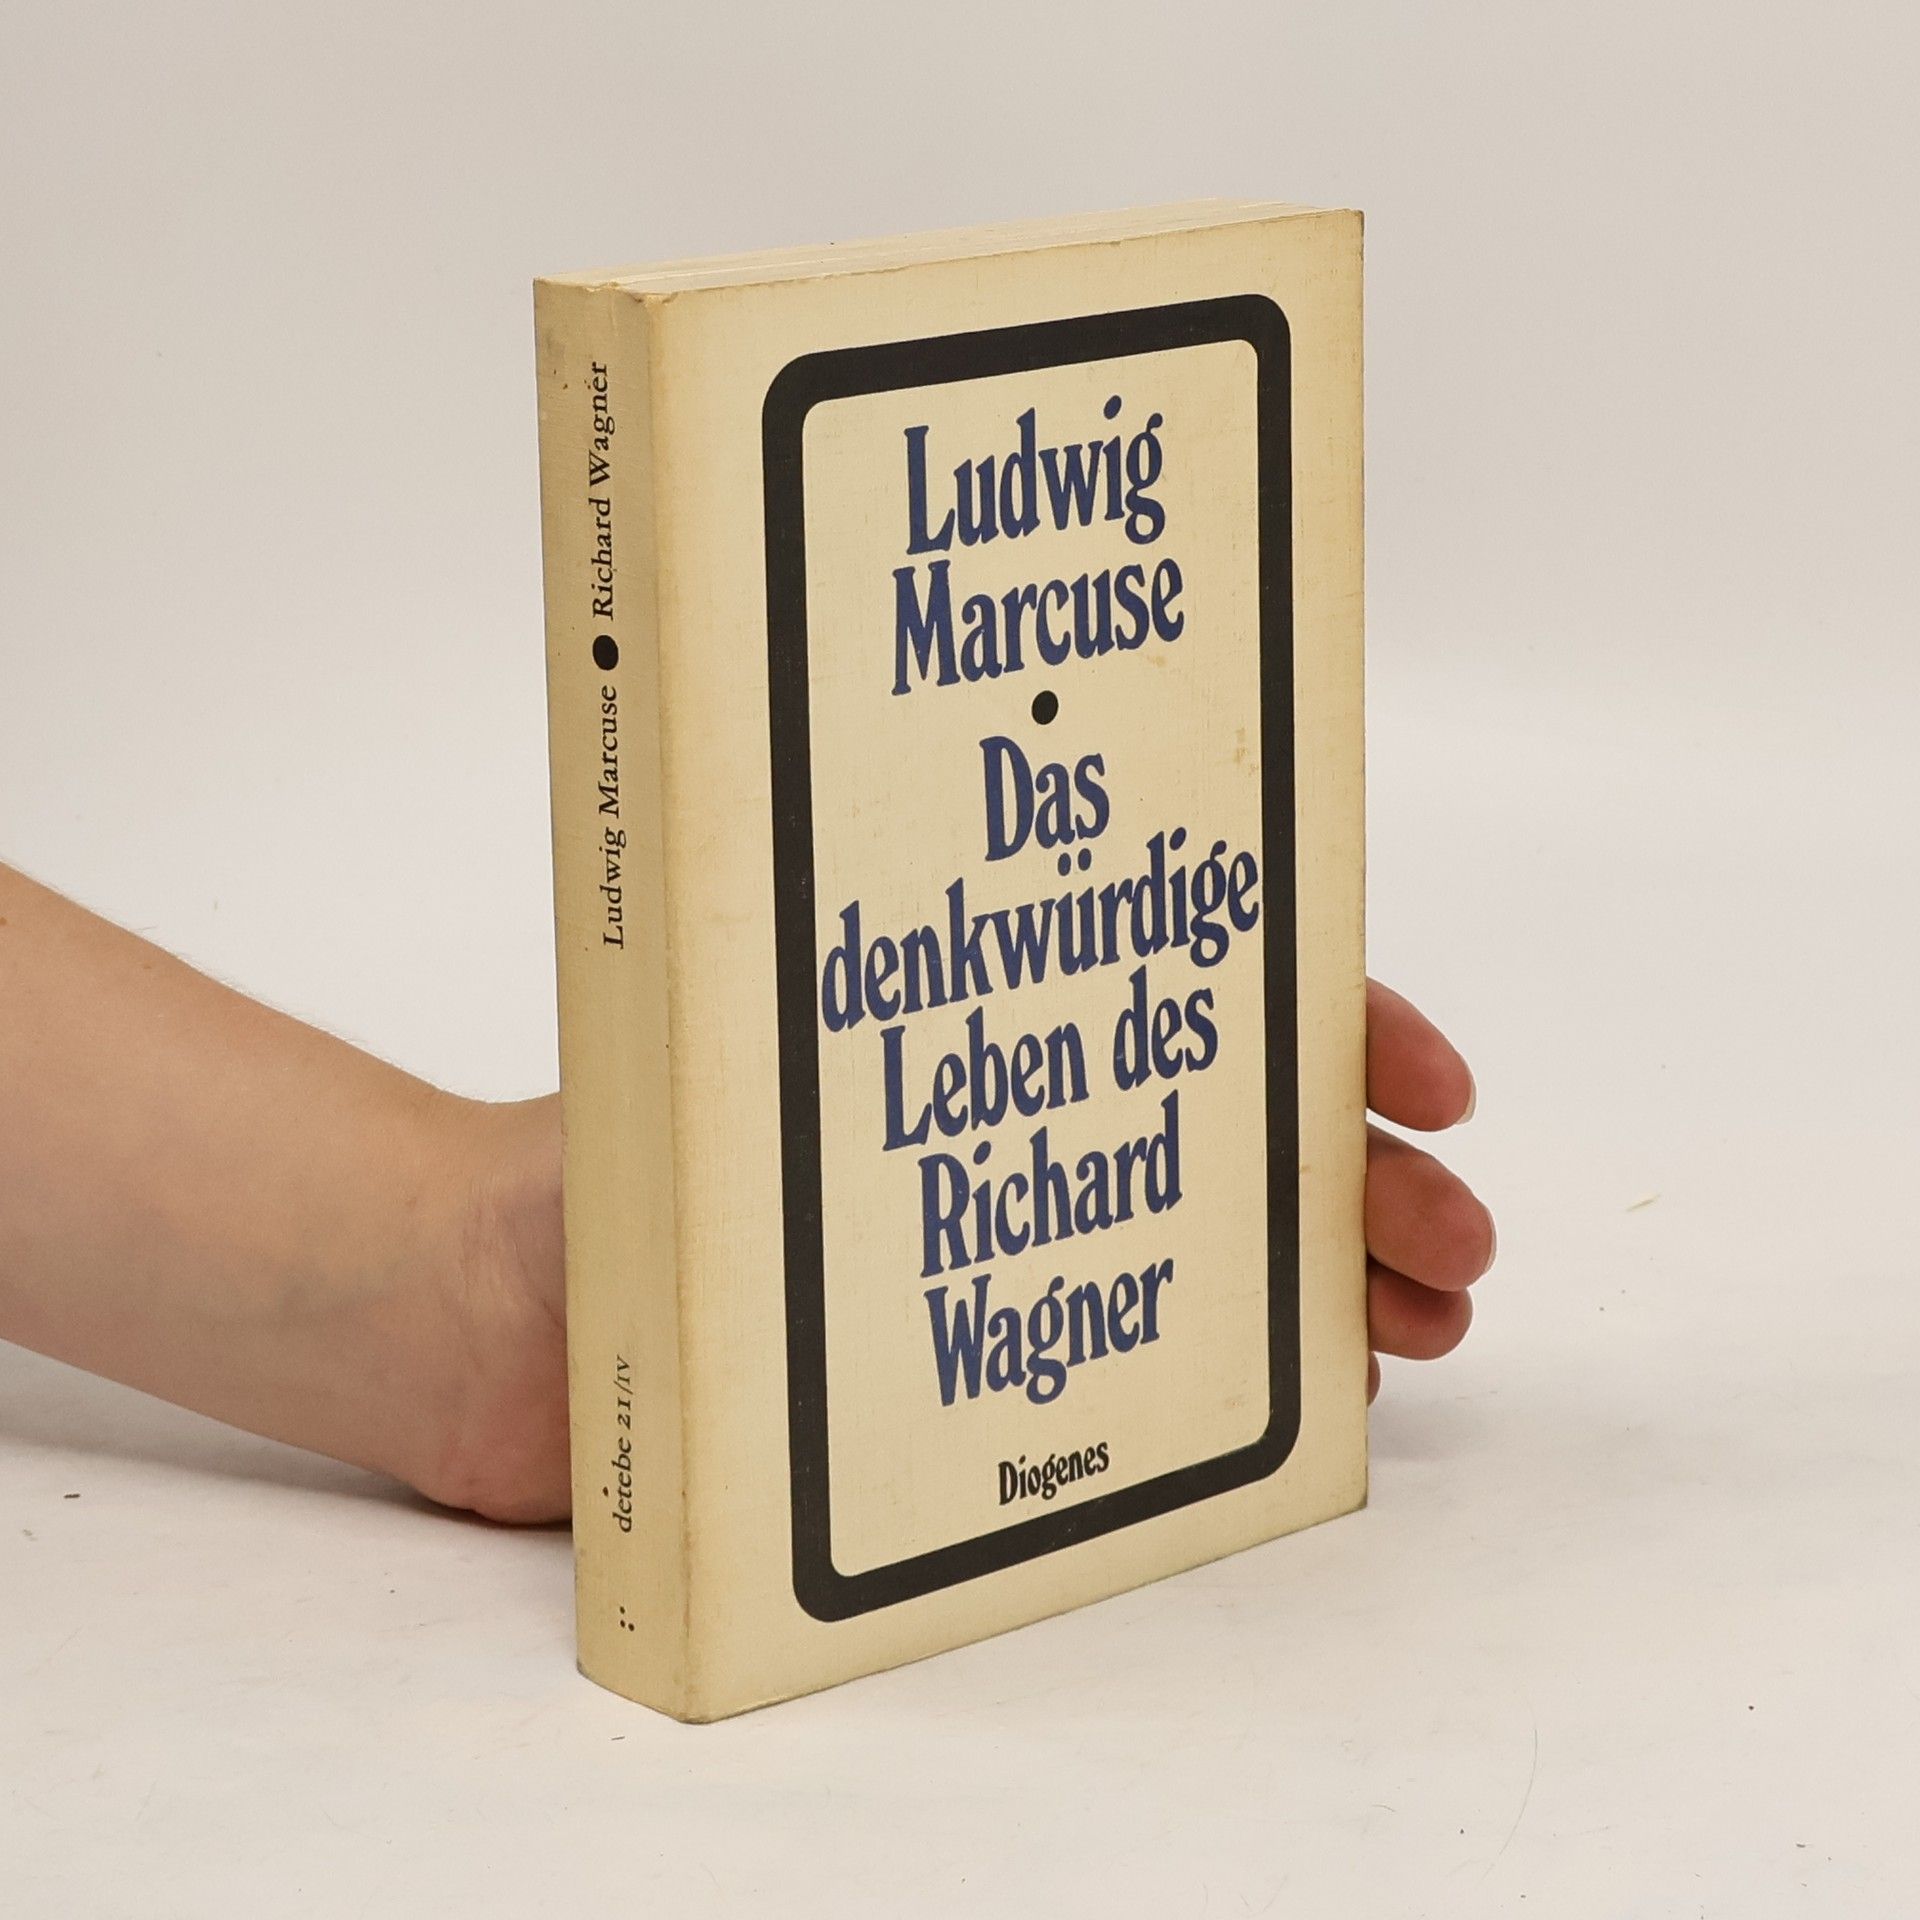 Ludwig Marcuse ● Richard Wagner
detebe 21/IV
Ludwig
Marcuse
●
Das
denkwürdige
Leben des
Richard
Wagner
Diogenes